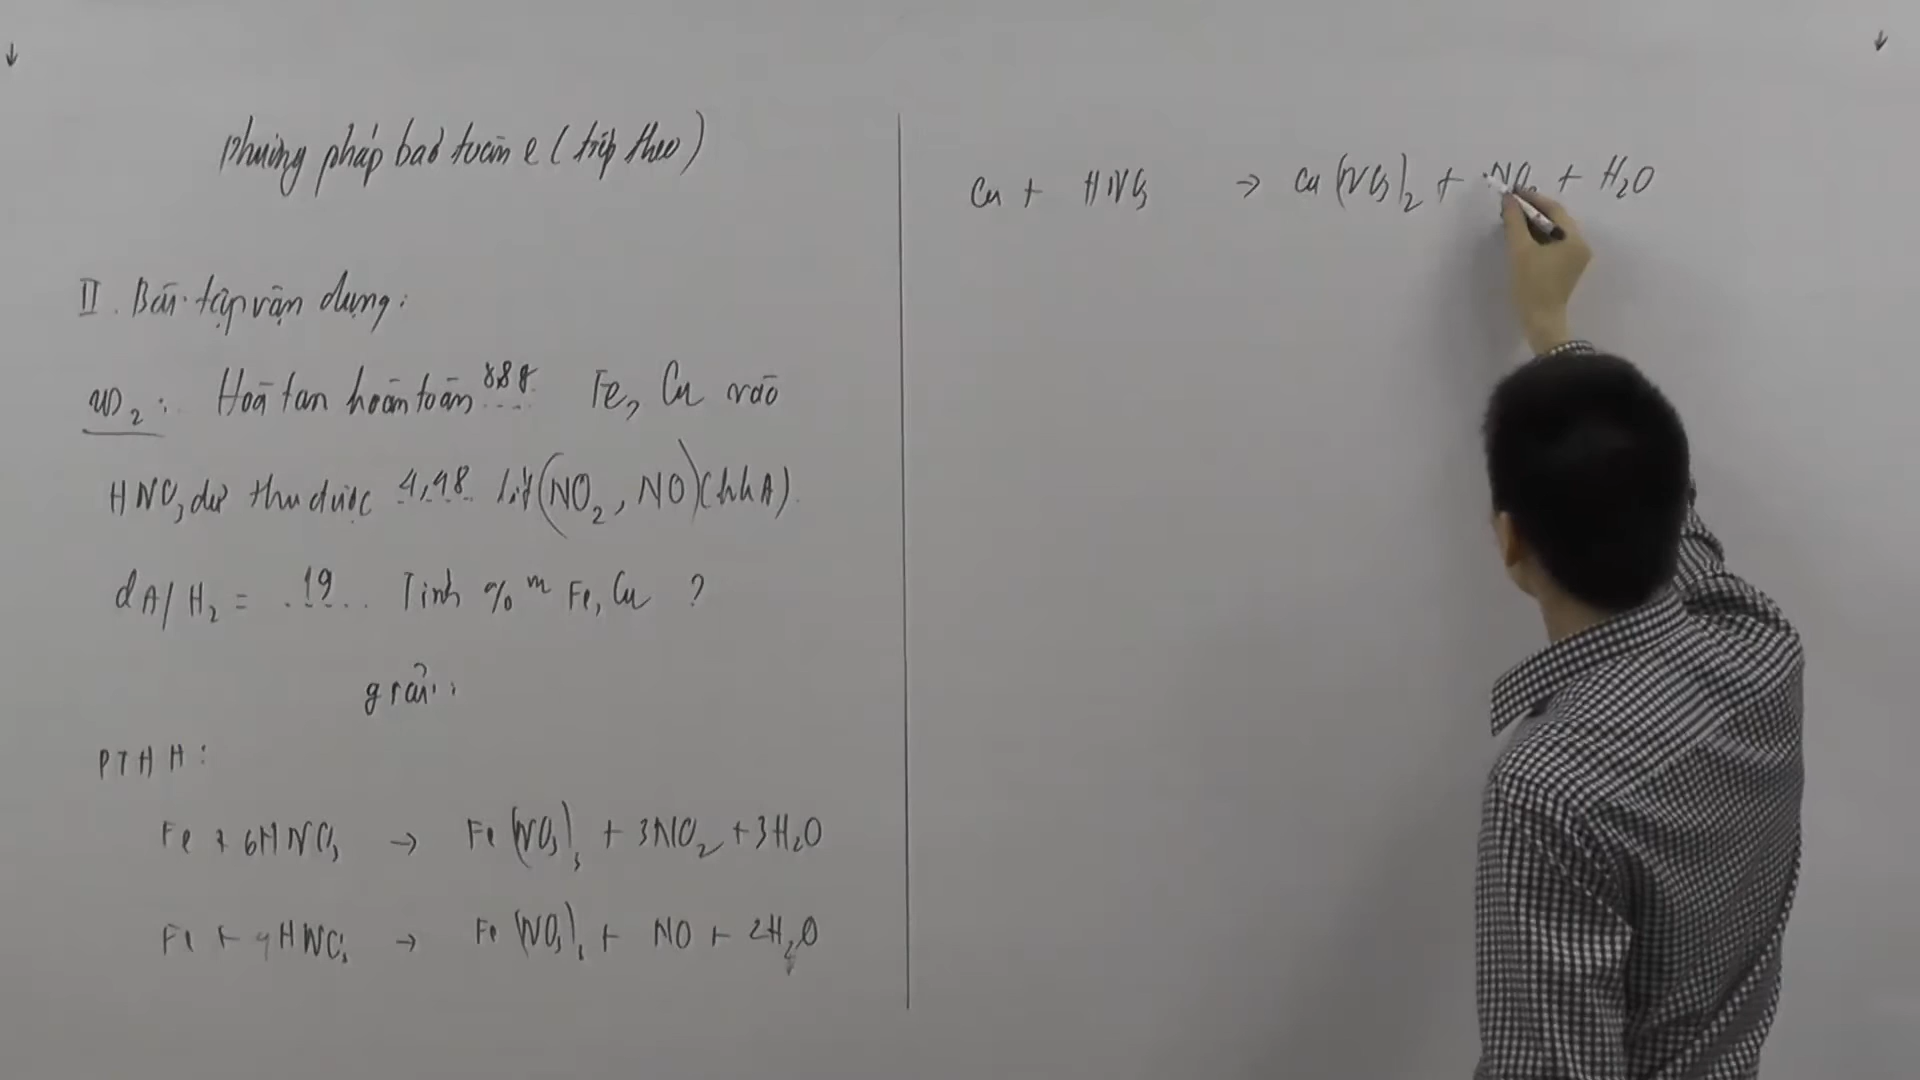 phương pháp bảo toàn e (tiếp theo)
II. Bài tập vận dụng:
Hoà tan hoàn toàn Fe, Cu vào
HNO3 dư thu được 4,48 lít (NO2, NO) (hhA).
dA/H2 = ..19.. Tính %m Fe, Cu ?
giải:
PTHH:
Fe + 6HNO3 → Fe(NO3)3 + 3NO2 + 3H2O
Fe + 4HNO3 → Fe(NO3)3 + NO + 2H2O
Cu + HNO3 → Cu(NO3)2 + NO2 + H2O